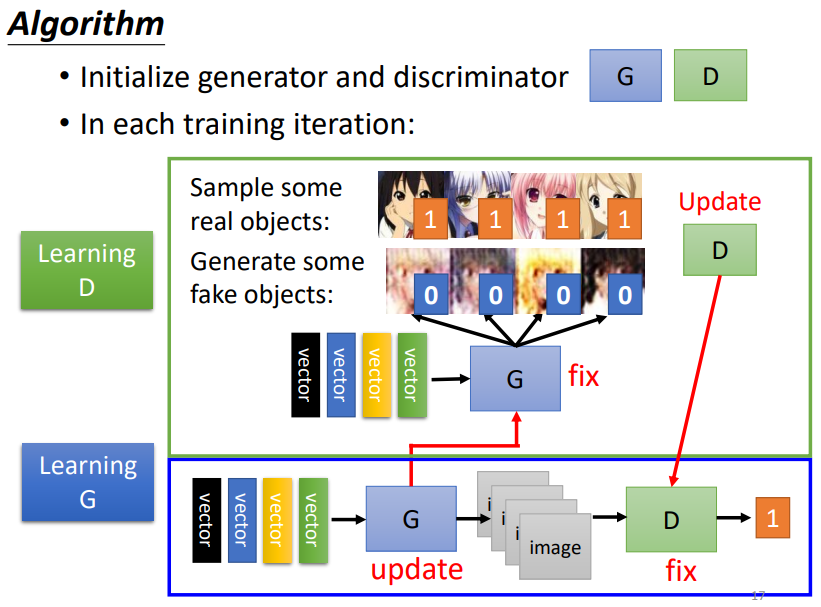 Algorithm
• Initialize generator and discriminator G D
• In each training iteration:
Learning
D
Sample some
real objects:
1 1 1 1
Update
D
Generate some
fake objects:
0 0 0 0
vector vector vector vector
G
fix
Learning
G
vector vector vector vector
G
update
i
i
i
image
D
fix
1
17